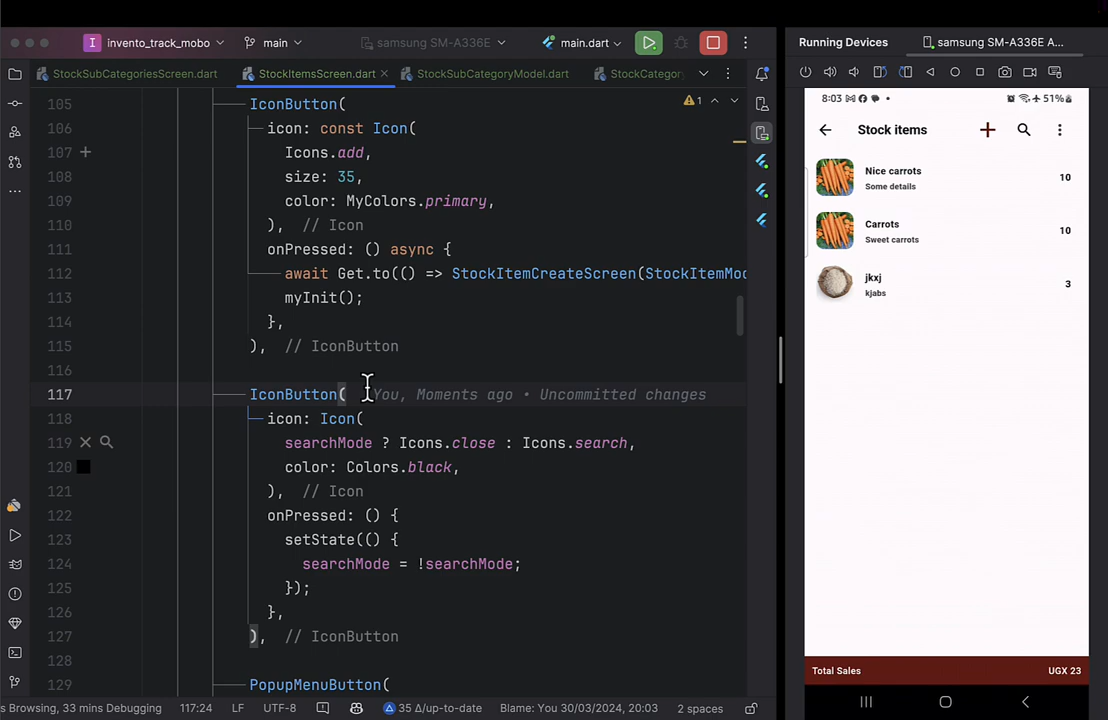 I invento_track_mobo main samsung SM-A336E main.dart
Running Devices samsung SM-A336E A...
StockSubCategoriesScreen.dart StockItemsScreen.dart StockSubCategoryModel.dart StockCategor
105 IconButton(
106 icon: const Icon(
107 Icons.add,
108 size: 35,
109 color: MyColors.primary,
110 ), // Icon
111 onPressed: () async {
112 await Get.to(() => StockItemCreateScreen(StockItemMod
113 myInit();
114 },
115 ), // IconButton
116
117 IconButton( You, Moments ago • Uncommitted changes
118 icon: Icon(
119 searchMode ? Icons.close : Icons.search,
120 color: Colors.black,
121 ), // Icon
122 onPressed: () {
123 setState(() {
124 searchMode = !searchMode;
125 });
126 },
127 ), // IconButton
128
129 PopupMenuButton(
1
s Browsing, 33 mins Debugging 117:24 LF UTF-8 35 Δ/up-to-date Blame: You 30/03/2024, 20:03 2 spaces
8:03 51%
Stock items
Nice carrots
Some details
10
Carrots
Sweet carrots
10
jkxj
kjabs
3
Total Sales UGX 23